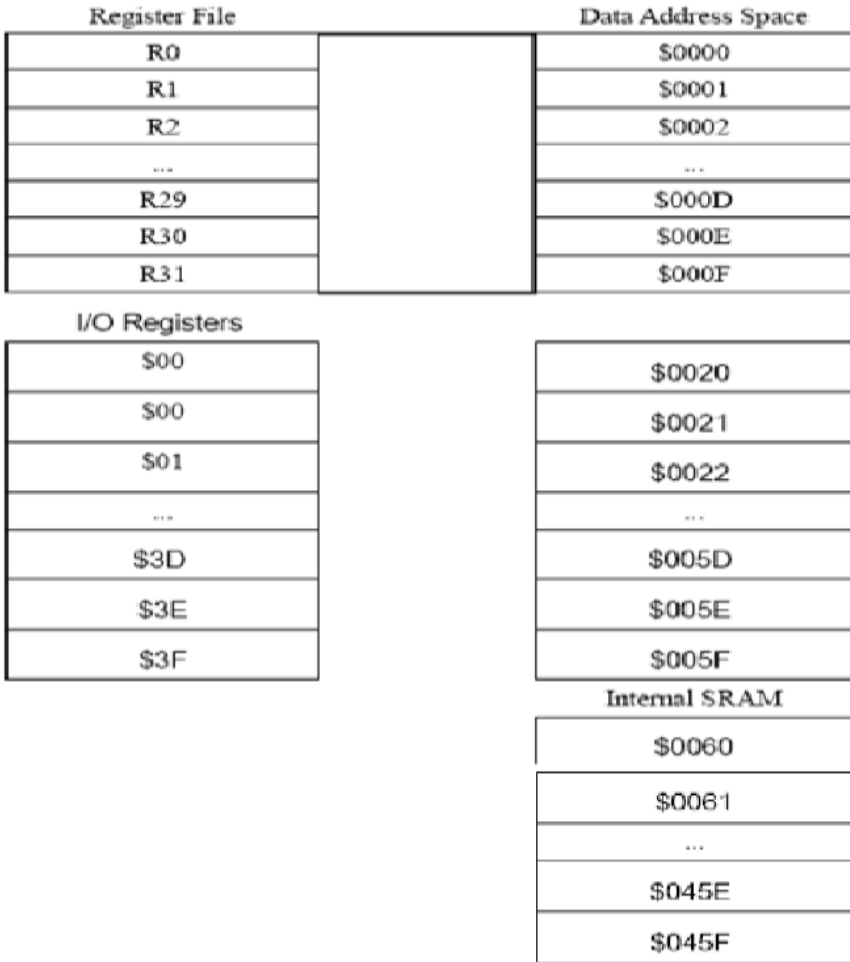 Register File Data Address Space
R0 $0000
R1 $0001
R2 $0002
... ...
R29 $000D
R30 $000E
R31 $000F
I/O Registers
$00 $0020
$00 $0021
$01 $0022
... ...
$3D $005D
$3E $005E
$3F $005F
Internal SRAM
$0060
$0061
...
$045E
$045F